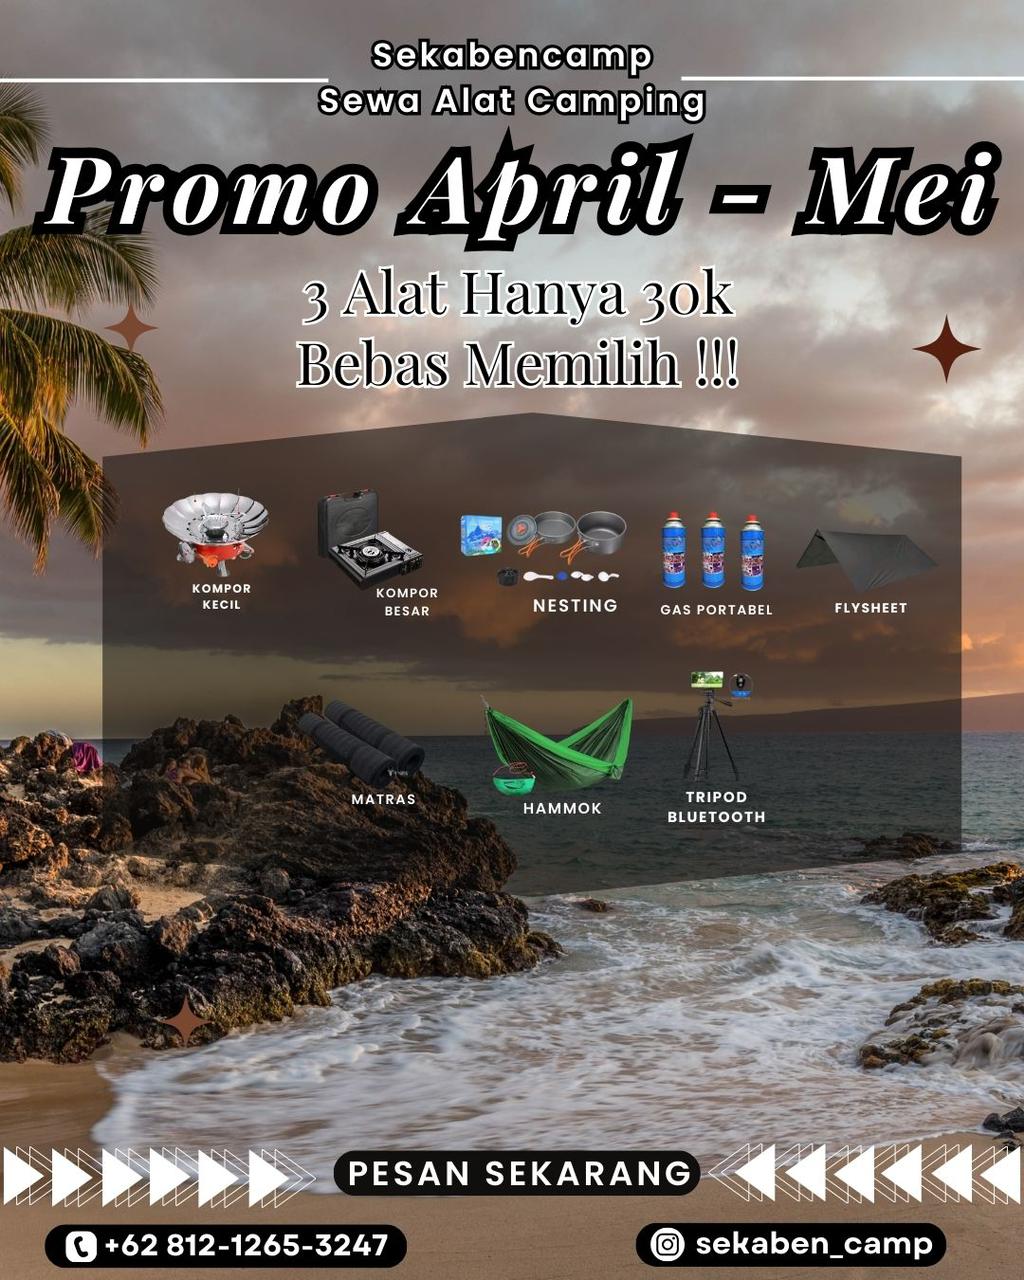 Sekabencamp
Sewa Alat Camping
Promo April - Mei
3 Alat Hanya 30k
Bebas Memilih !!!
KOMPOR
KECIL
KOMPOR
BESAR
NESTING
GAS PORTABEL
FLYSHEET
MATRAS
HAMMOK
TRIPOD
BLUETOOTH
PESAN SEKARANG
+62 812-1265-3247
sekaben_camp